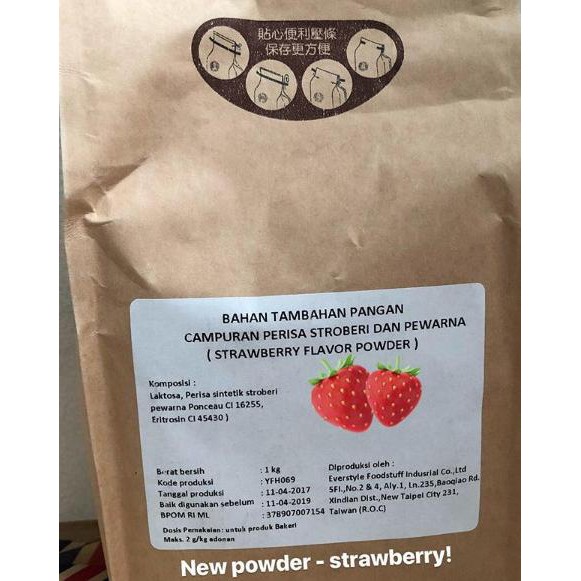 貼心便利壓條
保存更方便
BAHAN TAMBAHAN PANGAN
CAMPURAN PERISA STROBERI DAN PEWARNA
( STRAWBERRY FLAVOR POWDER )
Komposisi :
Laktosa, Perisa sintetik stroberi
pewarna Ponceau CI 16255,
Eritrosin CI 45430 )
Berat bersih : 1 kg
Kode produksi : YFH069
Tanggal produksi : 11-04-2017
Baik digunakan sebelum : 11-04-2019
BPOM RI ML : 378907007154
Dosis Pemakaian: untuk produk Bakeri
Maks. 2 g/kg adonan
Diproduksi oleh :
Everstyle Foodstuff Indusrial Co.,Ltd
5Fl.,No.2 & 4, Aly.1, Ln.235,Baoqiao Rd.
Xindian Dist.,New Taipei City 231,
Taiwan (R.O.C)
New powder - strawberry!